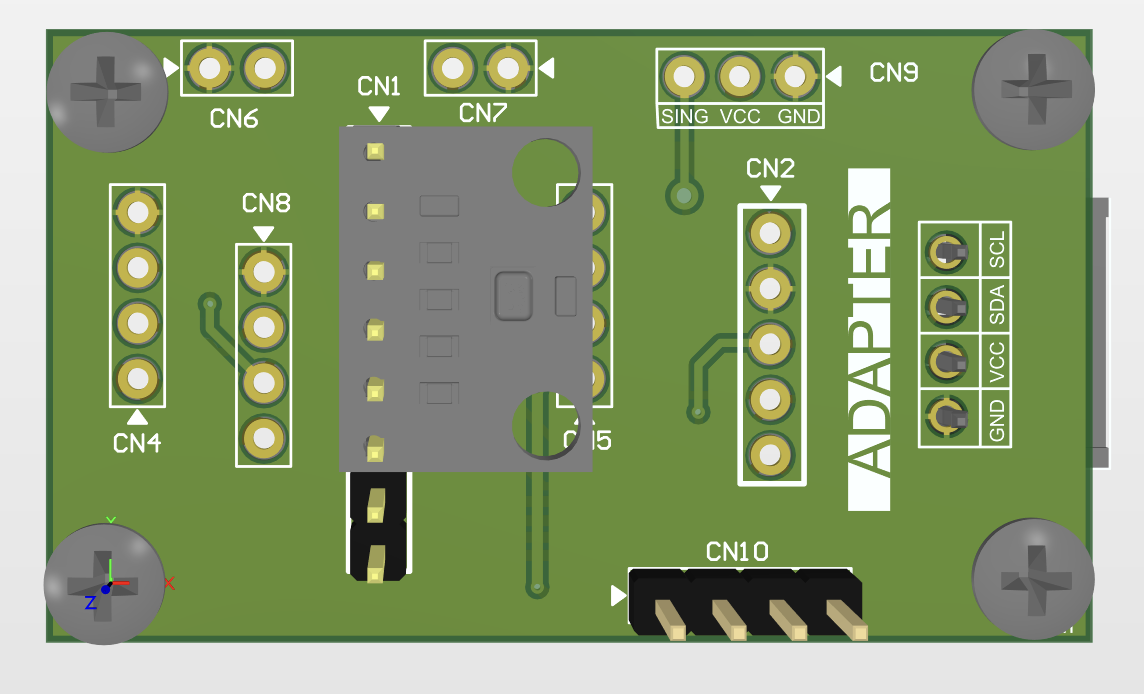 CN6
CN1
CN7
CN9
SING VCC GND
CN2
CN8
ADAPTER
SCL
SDA
VCC
GND
CN4
CN5
CN10
X
Y
Z